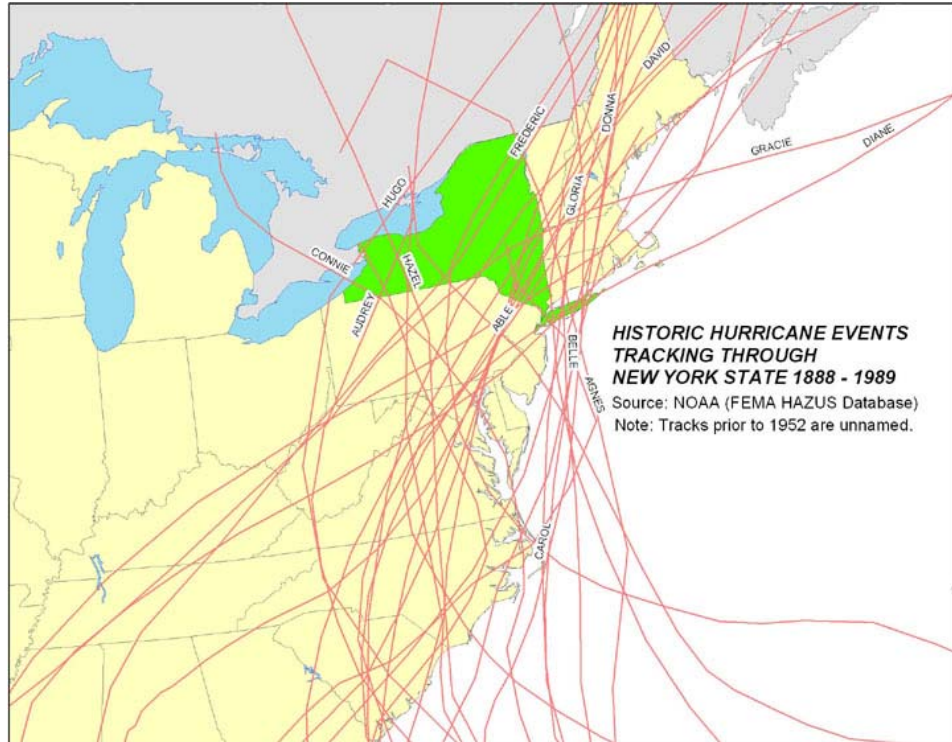 DAVID
DONNA
FREDERIC
GRACIE
DIANE
HUGO
GLORIA
CONNIE
HAZEL
AUDREY
ABLE
BELLE
AGNES
CAROL
HISTORIC HURRICANE EVENTS
TRACKING THROUGH
NEW YORK STATE 1888 - 1989
Source: NOAA (FEMA HAZUS Database)
Note: Tracks prior to 1952 are unnamed.